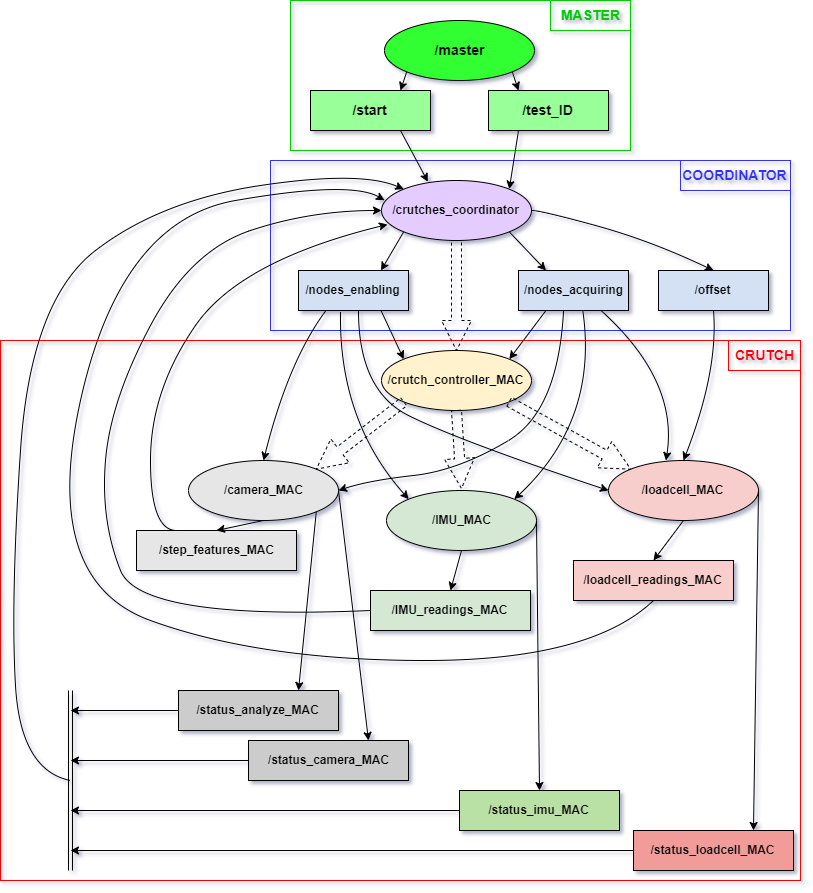 MASTER
/master
/start
/test_ID
COORDINATOR
/crutches_coordinator
/nodes_enabling
/nodes_acquiring
/offset
CRUTCH
/crutch_controller_MAC
/camera_MAC
/IMU_MAC
/loadcell_MAC
/step_features_MAC
/loadcell_readings_MAC
/IMU_readings_MAC
/status_analyze_MAC
/status_camera_MAC
/status_imu_MAC
/status_loadcell_MAC